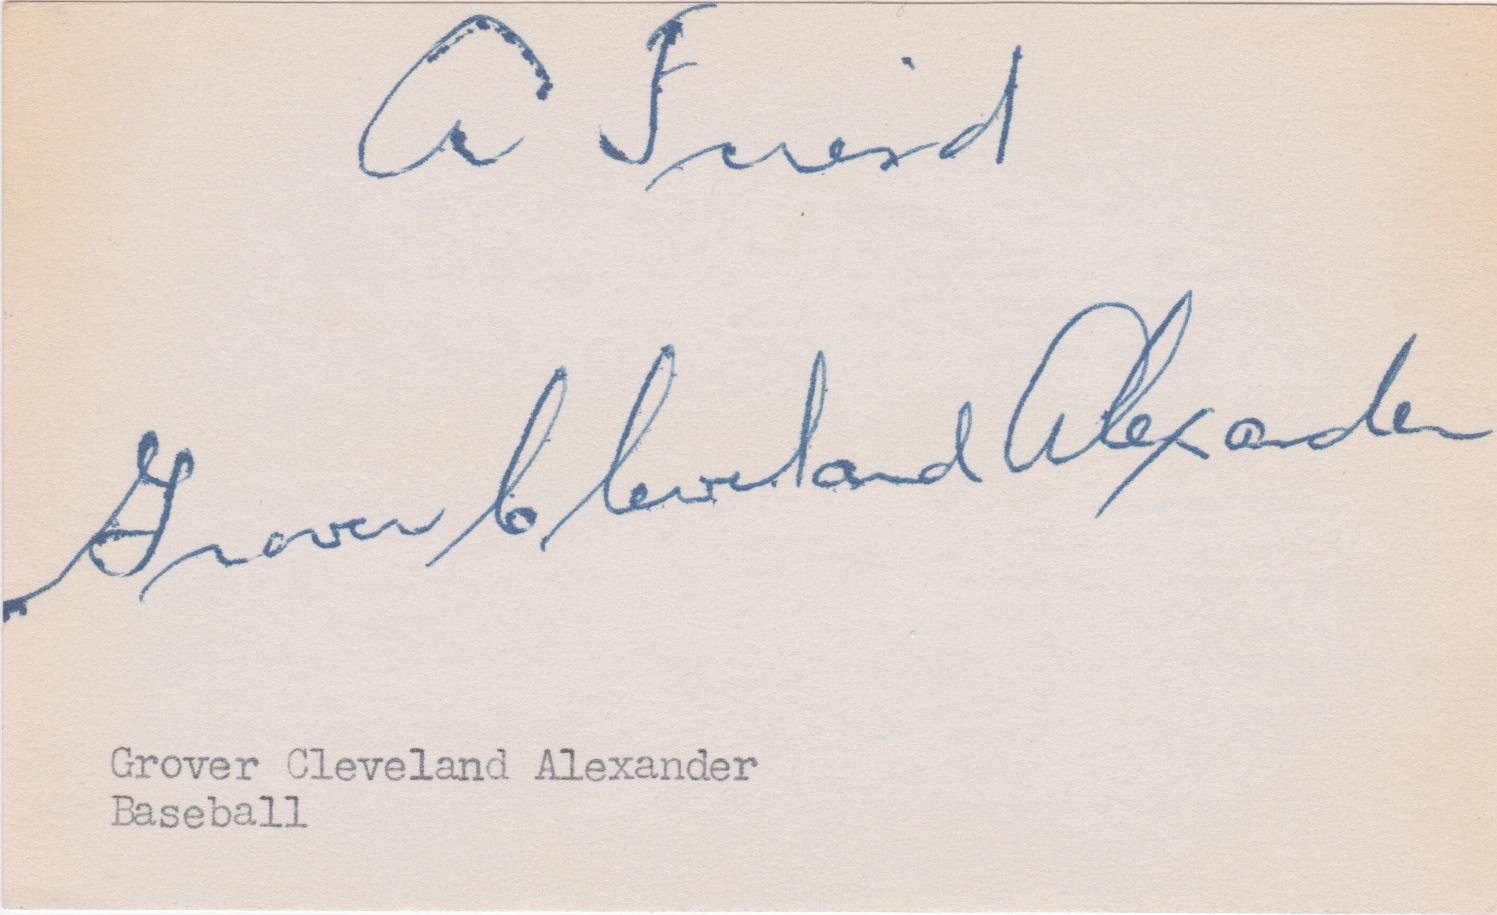 A Friend
Grover Cleveland Alexander
Grover Cleveland Alexander
Baseball